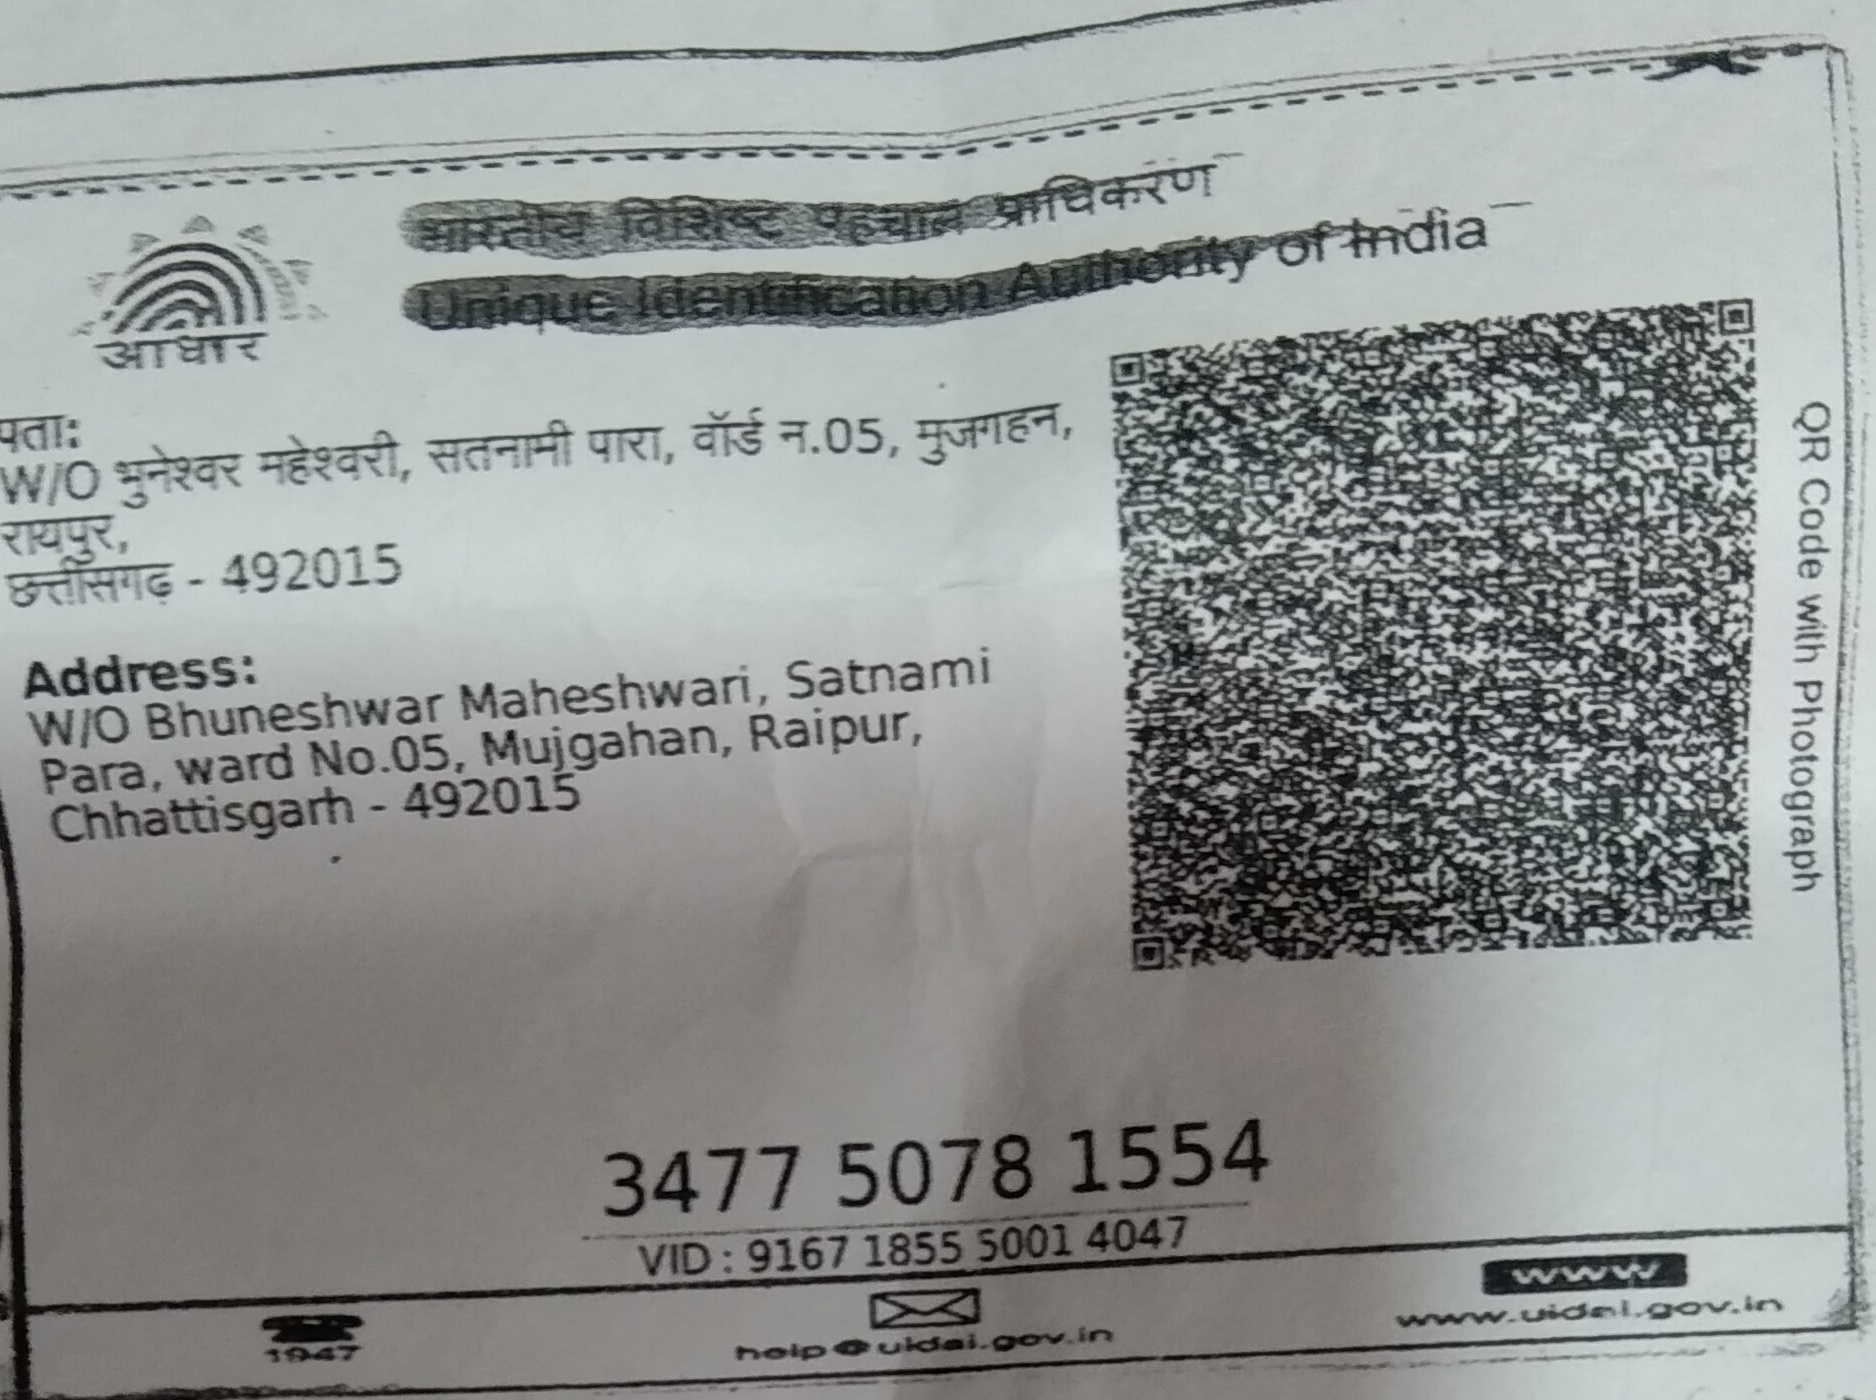 भारतीय विशिष्ट पहचान प्राधिकरण
Unique Identification Authority of India
आधार
पता:
W/O भुनेश्वर महेश्वरी, सतनामी पारा, वॉर्ड न.05, मुजगहन,
रायपुर,
छत्तीसगढ़ - 492015
Address:
W/O Bhuneshwar Maheshwari, Satnami
Para, ward No.05, Mujgahan, Raipur,
Chhattisgarh - 492015
QR Code with Photograph
3477 5078 1554
VID : 9167 1855 5001 4047
1947
help@uidai.gov.in
www
www.uidai.gov.in